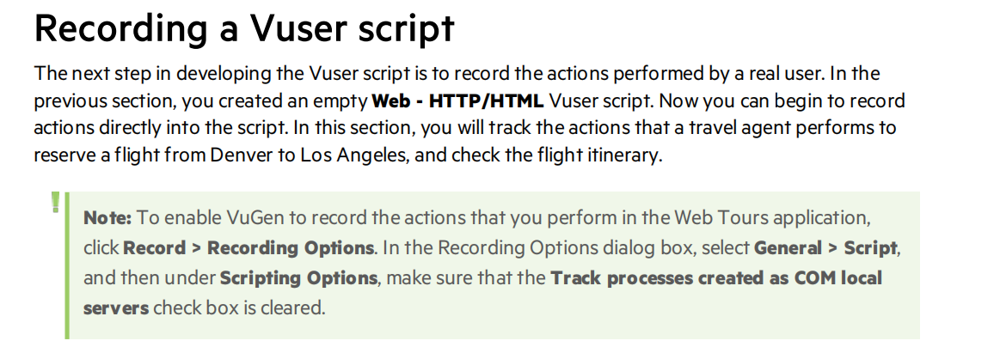 Recording a Vuser script
The next step in developing the Vuser script is to record the actions performed by a real user. In the
previous section, you created an empty Web - HTTP/HTML Vuser script. Now you can begin to record
actions directly into the script. In this section, you will track the actions that a travel agent performs to
reserve a flight from Denver to Los Angeles, and check the flight itinerary.
Note: To enable VuGen to record the actions that you perform in the Web Tours application,
click Record > Recording Options. In the Recording Options dialog box, select General > Script,
and then under Scripting Options, make sure that the Track processes created as COM local
servers check box is cleared.